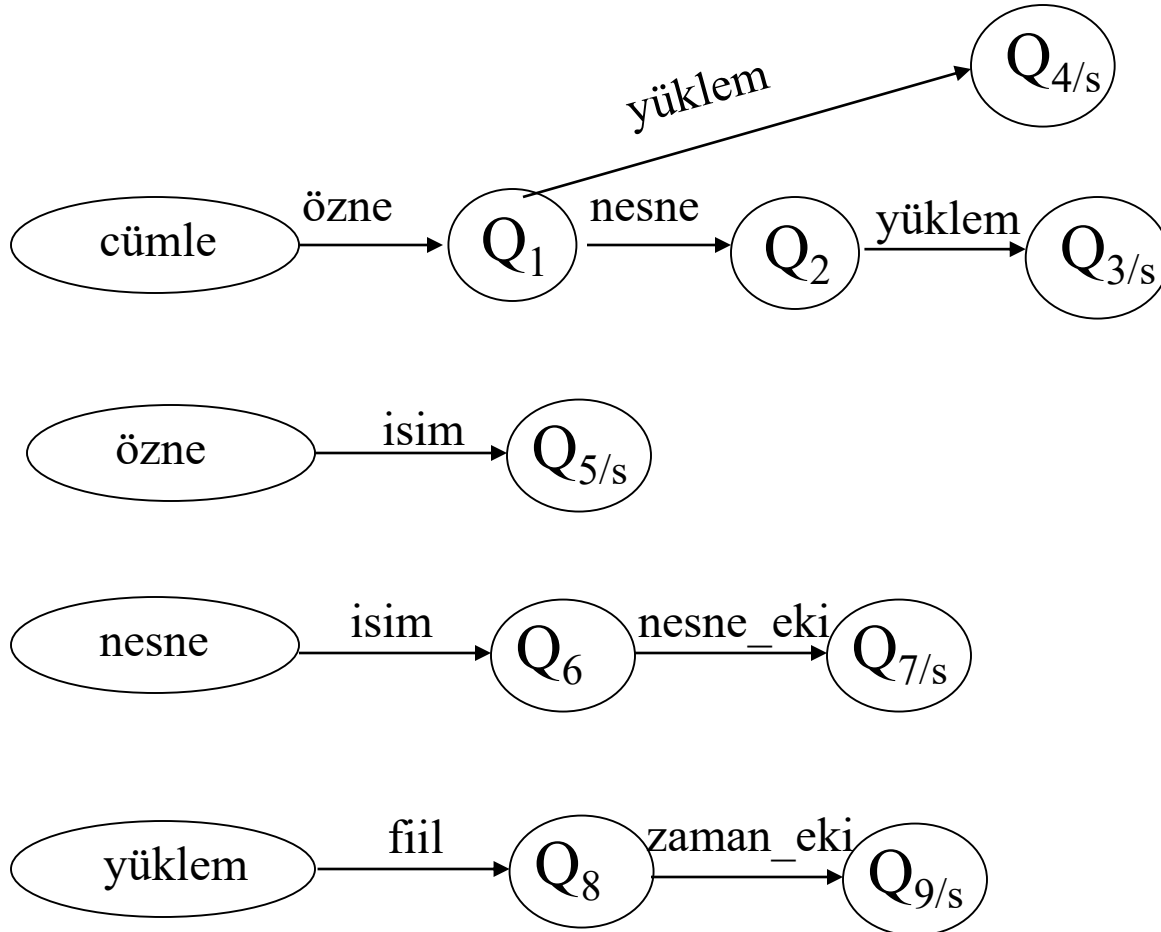 yüklem Q4/s
cümle özne Q1 nesne Q2 yüklem Q3/s
özne isim Q5/s
nesne isim Q6 nesne_eki Q7/s
yüklem fiil Q8 zaman_eki Q9/s